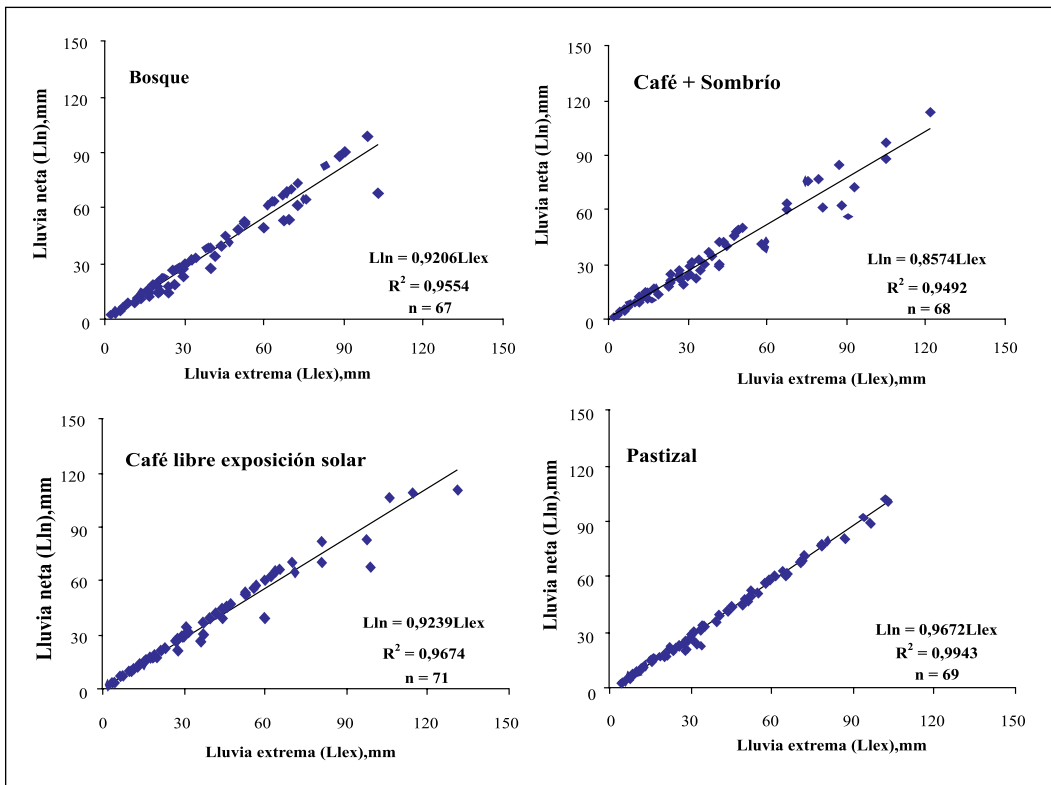 150
120
90
60
30
0
Lluvia neta (Lln),mm
Bosque
Lln = 0,9206Llex
R² = 0,9554
n = 67
0 30 60 90 120 150
Lluvia extrema (Llex),mm
150
120
90
60
30
0
Lluvia neta (Lln),mm
Café + Sombrío
Lln = 0,8574Llex
R² = 0,9492
n = 68
0 30 60 90 120 150
Lluvia extrema (Llex),mm
150
120
90
60
30
0
Lluvia neta (Lln),mm
Café libre exposición solar
Lln = 0,9239Llex
R² = 0,9674
n = 71
0 30 60 90 120 150
Lluvia extrema (Llex),mm
150
120
90
60
30
0
Lluvia neta (Lln),mm
Pastizal
Lln = 0,9672Llex
R² = 0,9943
n = 69
0 30 60 90 120 150
Lluvia extrema (Llex),mm